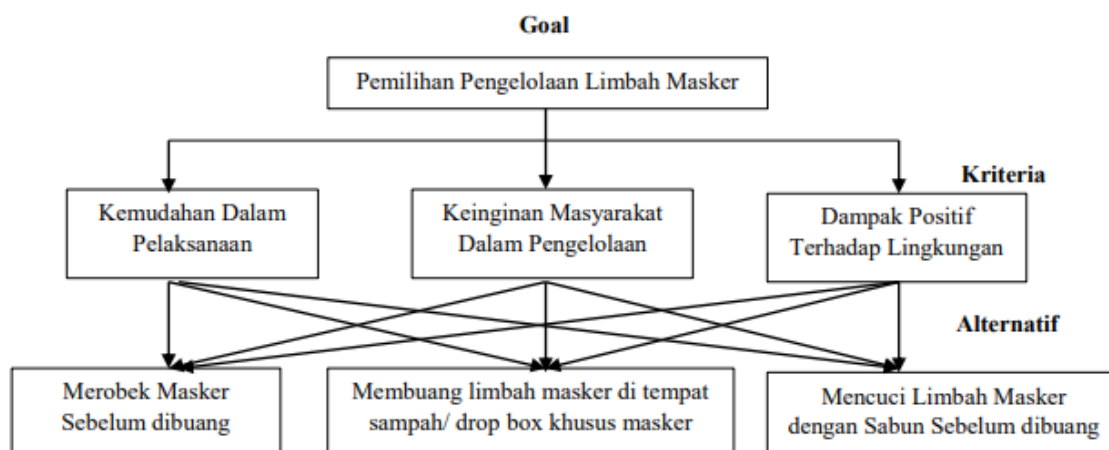 Goal
Pemilihan Pengelolaan Limbah Masker
Kriteria
Kemudahan Dalam
Pelaksanaan
Keinginan Masyarakat
Dalam Pengelolaan
Dampak Positif
Terhadap Lingkungan
Alternatif
Merobek Masker
Sebelum dibuang
Membuang limbah masker di tempat
sampah/ drop box khusus masker
Mencuci Limbah Masker
dengan Sabun Sebelum dibuang